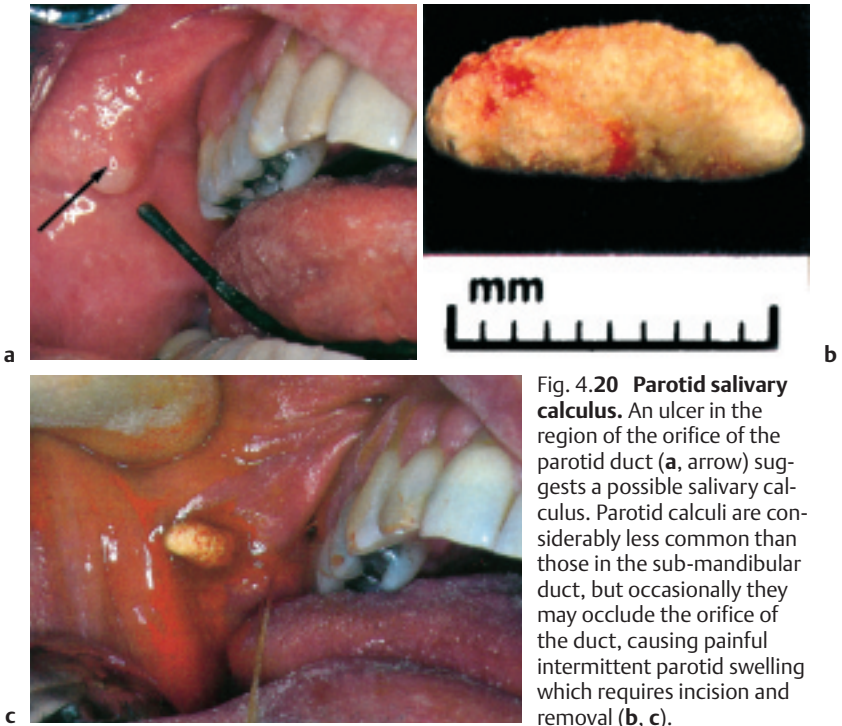 mm
a
b
c
Fig. 4.20 Parotid salivary
calculus. An ulcer in the
region of the orifice of the
parotid duct (a, arrow) sug-
gests a possible salivary cal-
culus. Parotid calculi are con-
siderably less common than
those in the sub-mandibular
duct, but occasionally they
may occlude the orifice of
the duct, causing painful
intermittent parotid swelling
which requires incision and
removal (b, c).